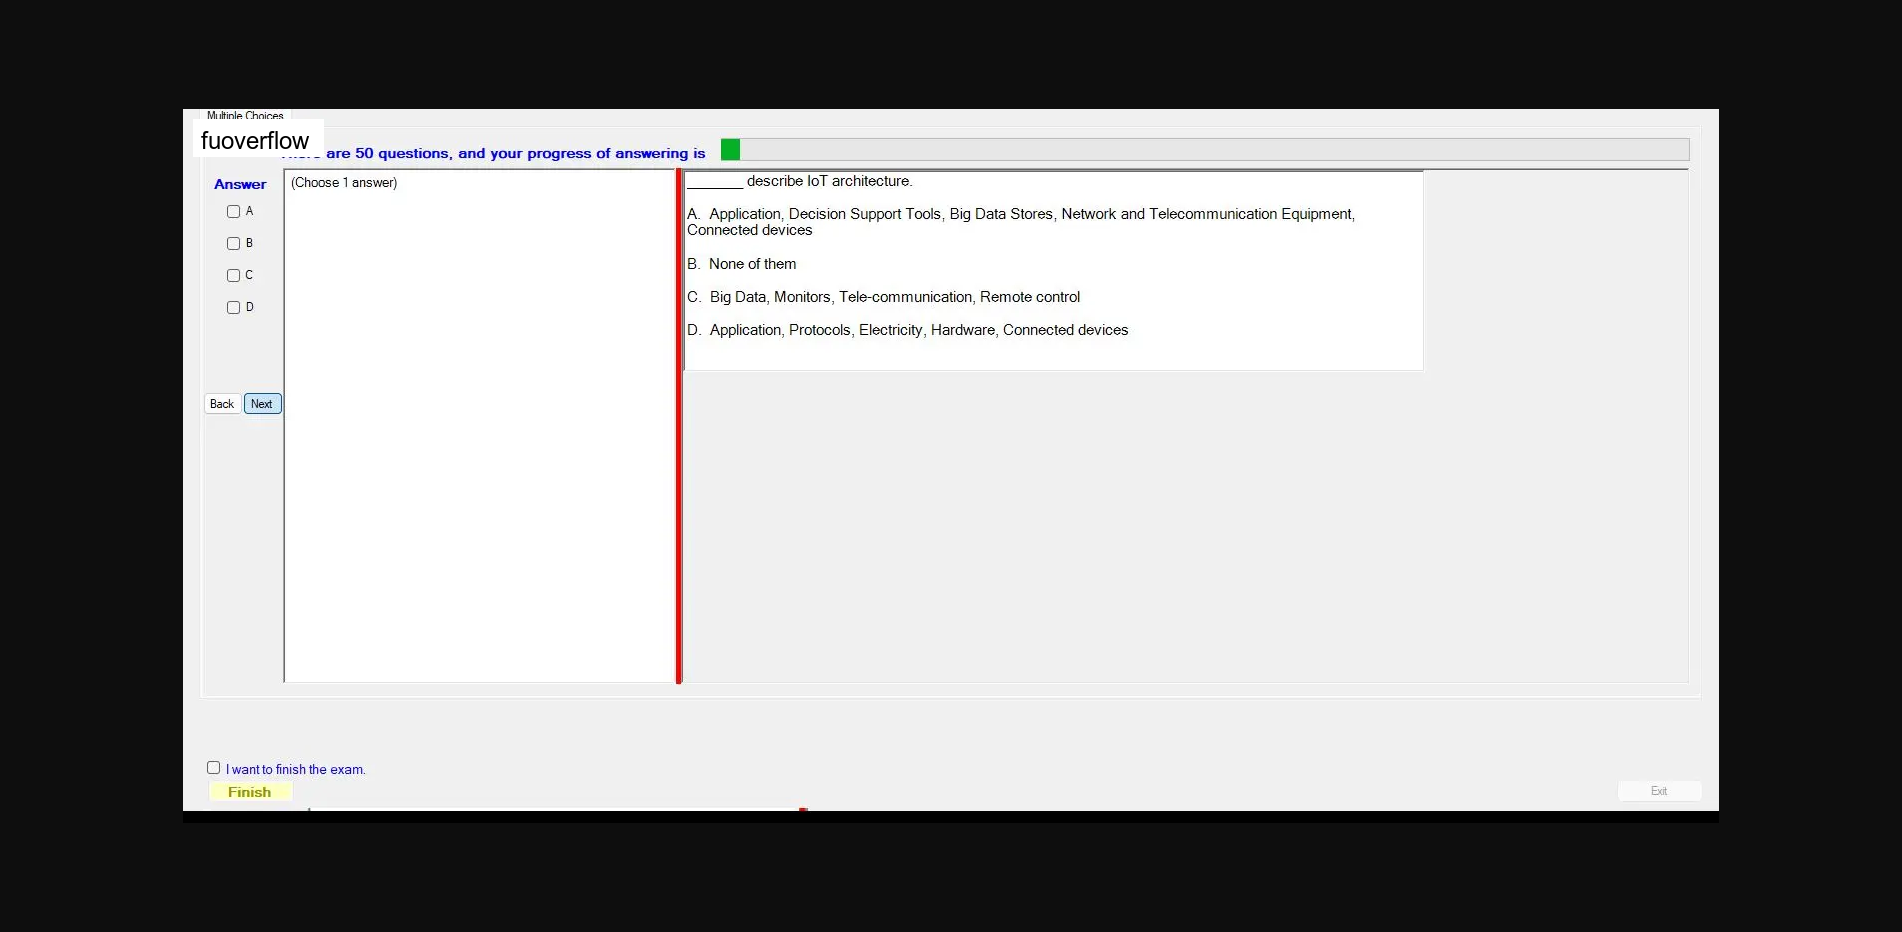 Multiple Choices
fuoverflow
are 50 questions, and your progress of answering is
Answer
(Choose 1 answer)
A
B
C
D
Back Next
_______ describe IoT architecture.
A. Application, Decision Support Tools, Big Data Stores, Network and Telecommunication Equipment,
Connected devices
B. None of them
C. Big Data, Monitors, Tele-communication, Remote control
D. Application, Protocols, Electricity, Hardware, Connected devices
I want to finish the exam.
Finish
Exit